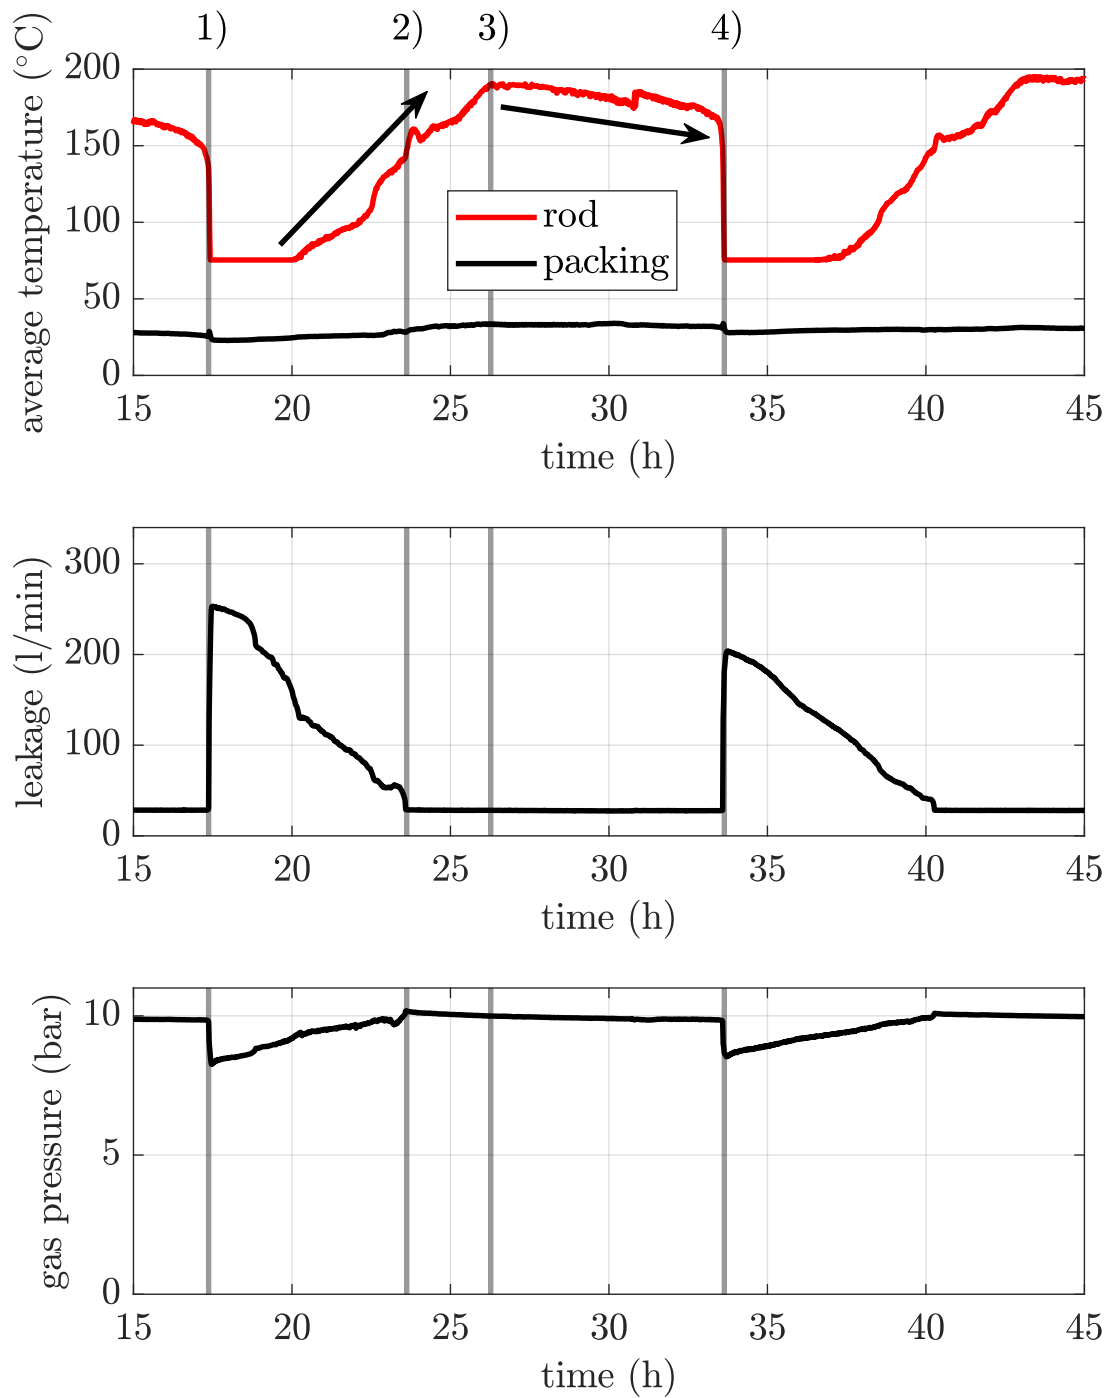 1) 2) 3) 4)
average temperature (°C)
200
150
100
50
0
rod
packing
15 20 25 30 35 40 45
time (h)
leakage (l/min)
300
200
100
0
15 20 25 30 35 40 45
time (h)
gas pressure (bar)
10
5
0
15 20 25 30 35 40 45
time (h)